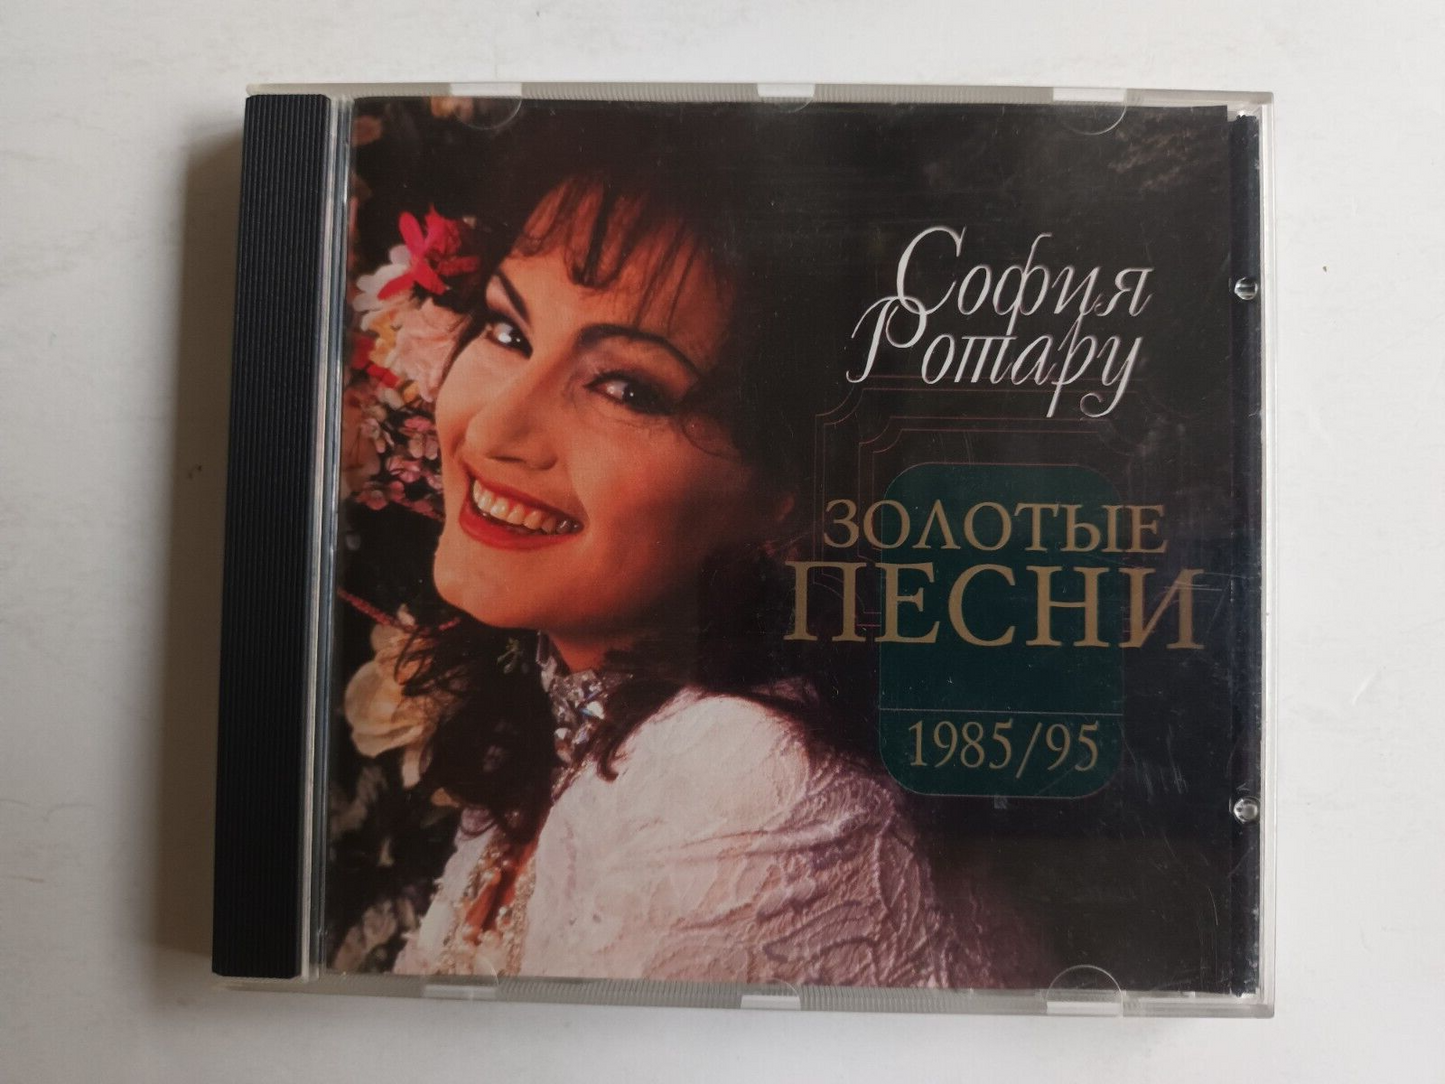 София
Ротару
ЗОЛОТЫЕ
ПЕСНИ
1985/95